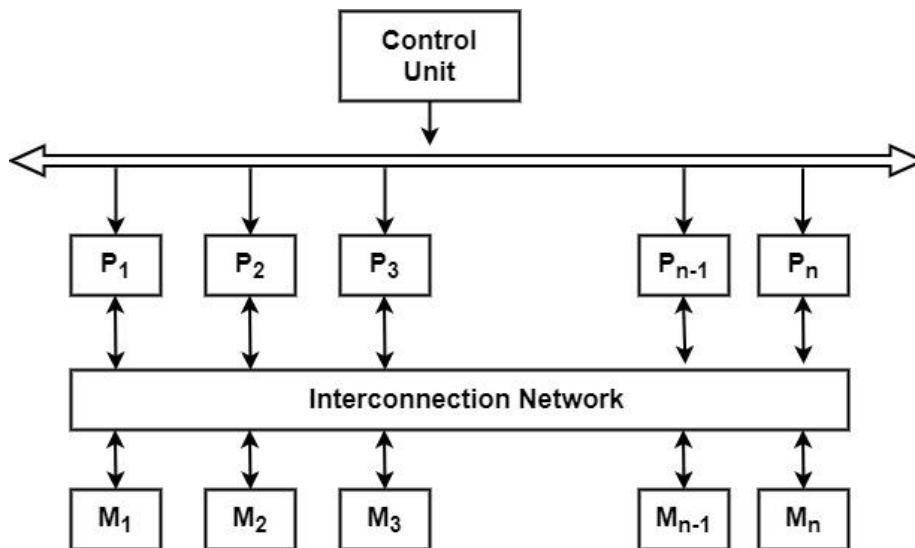 Control
Unit
P₁ P₂ P₃ Pₙ₋₁ Pₙ
Interconnection Network
M₁ M₂ M₃ Mₙ₋₁ Mₙ